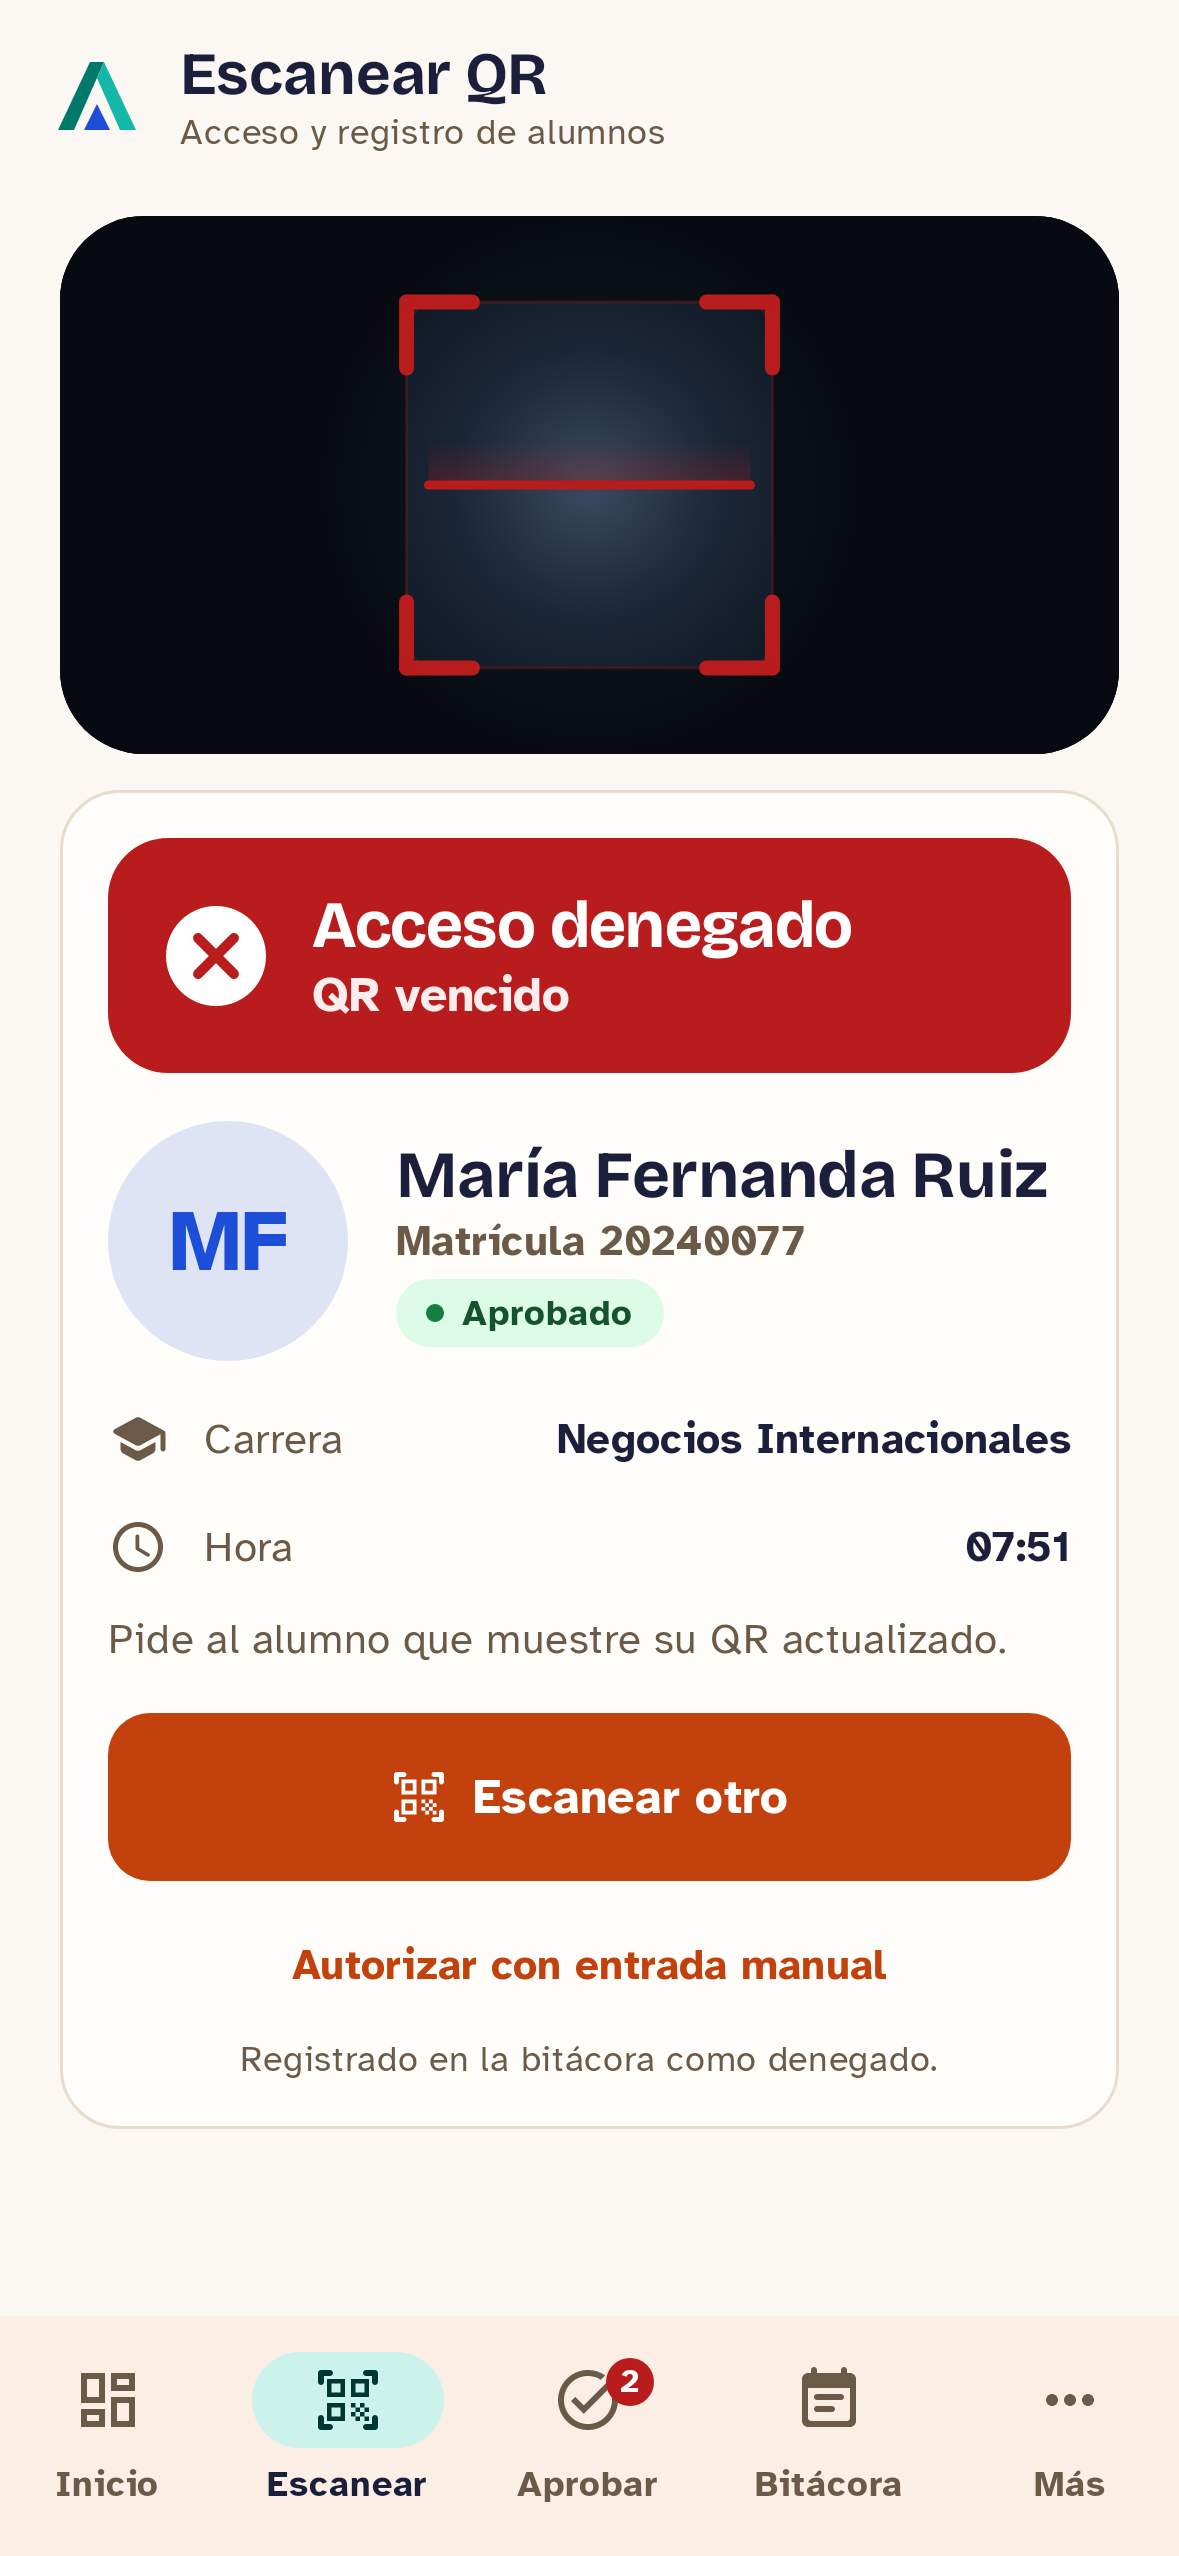 Escanear QR
Acceso y registro de alumnos
Acceso denegado
QR vencido
MF
María Fernanda Ruiz
Matrícula 20240077
Aprobado
Carrera
Negocios Internacionales
Hora
07:51
Pide al alumno que muestre su QR actualizado.
Escanear otro
Autorizar con entrada manual
Registrado en la bitácora como denegado.
2
Inicio
Escanear
Aprobar
Bitácora
Más